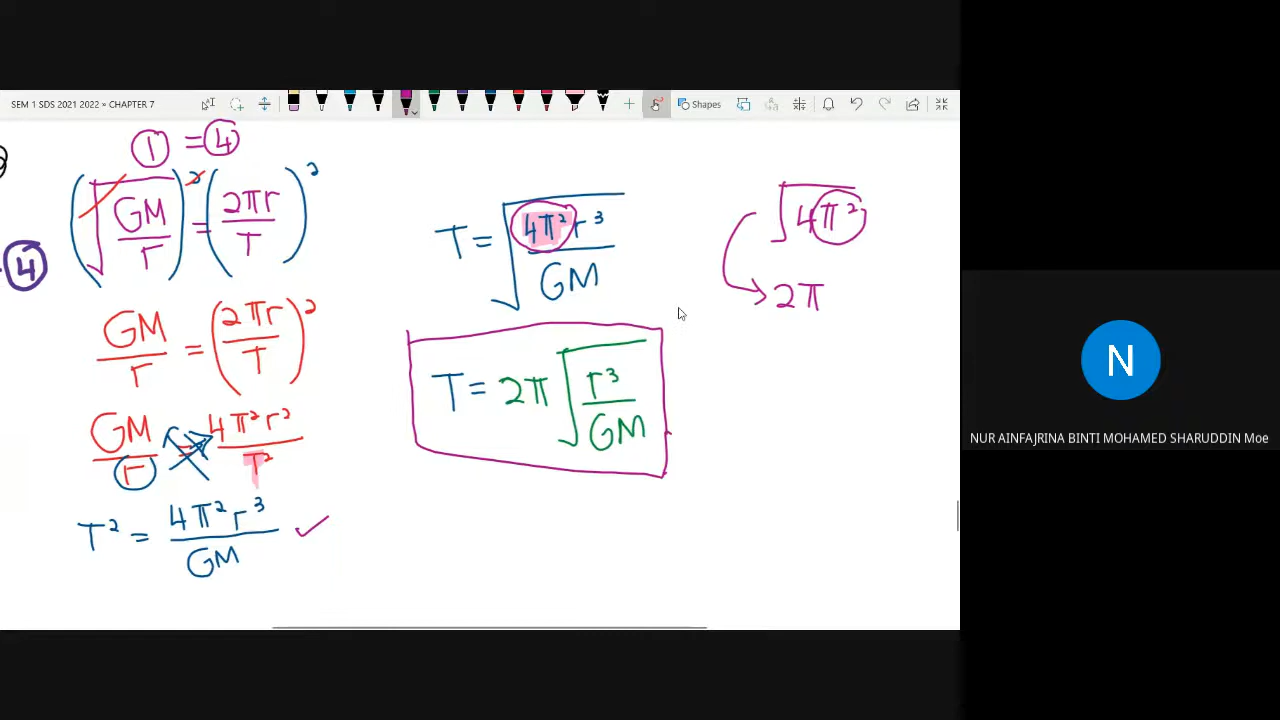 SEM 1 SDS 2021 2022 » CHAPTER 7
Shapes
① = ④
(√(GM/r))² = (2πr/T)²
④
GM/r = (2πr/T)²
GM/r = 4π²r²/T²
T² = 4π²r³/GM ✓
T = √(4π²r³/GM)
T = 2π √(r³/GM)
√4π²
2π
N
NUR AINFAJRINA BINTI MOHAMED SHARUDDIN Moe